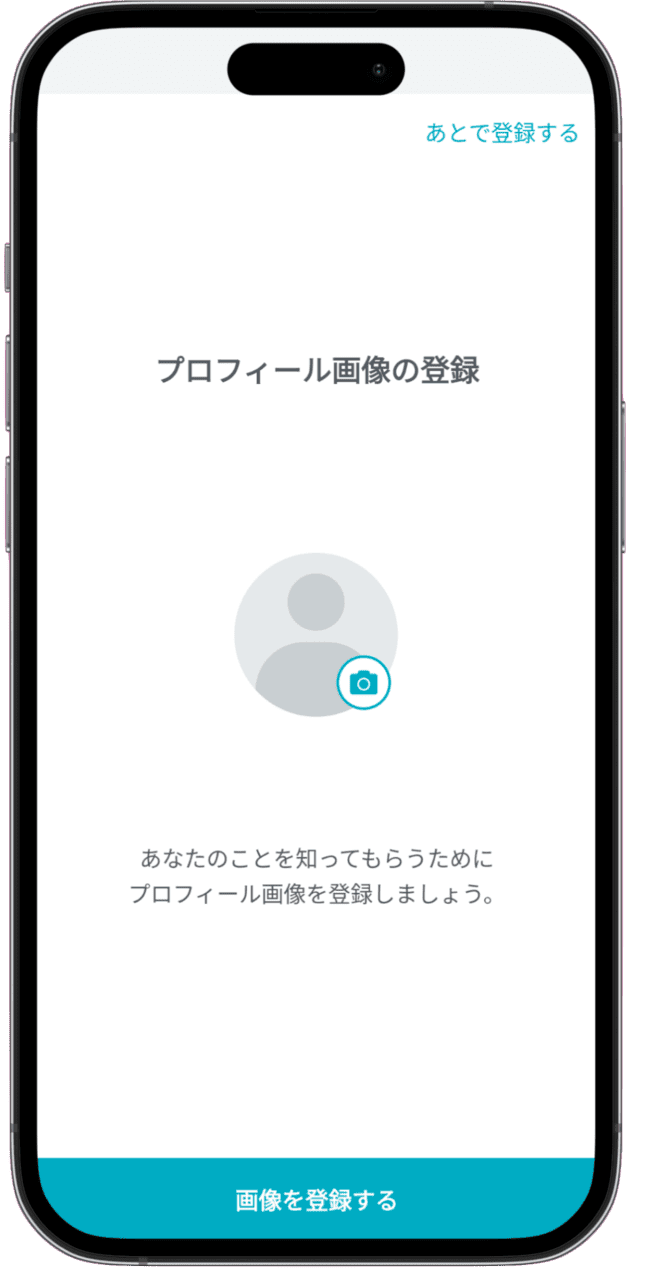 あとで登録する
プロフィール画像の登録
あなたのことを知ってもらうために
プロフィール画像を登録しましょう。
画像を登録する